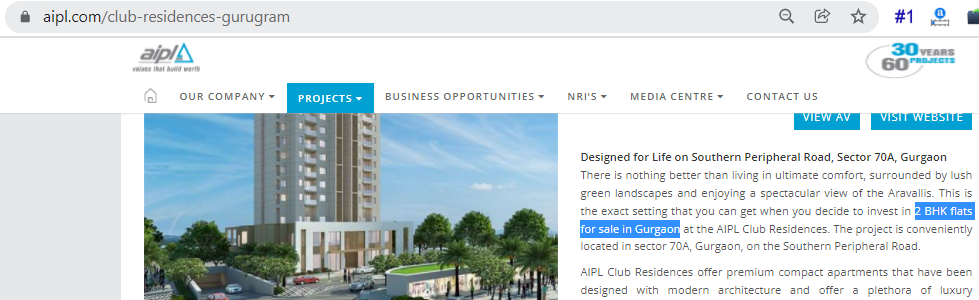 aipl.com/club-residences-gurugram
#1
aipl
values that build worth
30 YEARS
60 PROJECTS
OUR COMPANY
PROJECTS
BUSINESS OPPORTUNITIES
NRI'S
MEDIA CENTRE
CONTACT US
VIEW AV
VISIT WEBSITE
Designed for Life on Southern Peripheral Road, Sector 70A, Gurgaon
There is nothing better than living in ultimate comfort, surrounded by lush
green landscapes and enjoying a spectacular view of the Aravallis. This is
the exact setting that you can get when you decide to invest in 2 BHK flats
for sale in Gurgaon at the AIPL Club Residences. The project is conveniently
located in sector 70A, Gurgaon, on the Southern Peripheral Road.
AIPL Club Residences offer premium compact apartments that have been
designed with modern architecture and offer a plethora of luxury